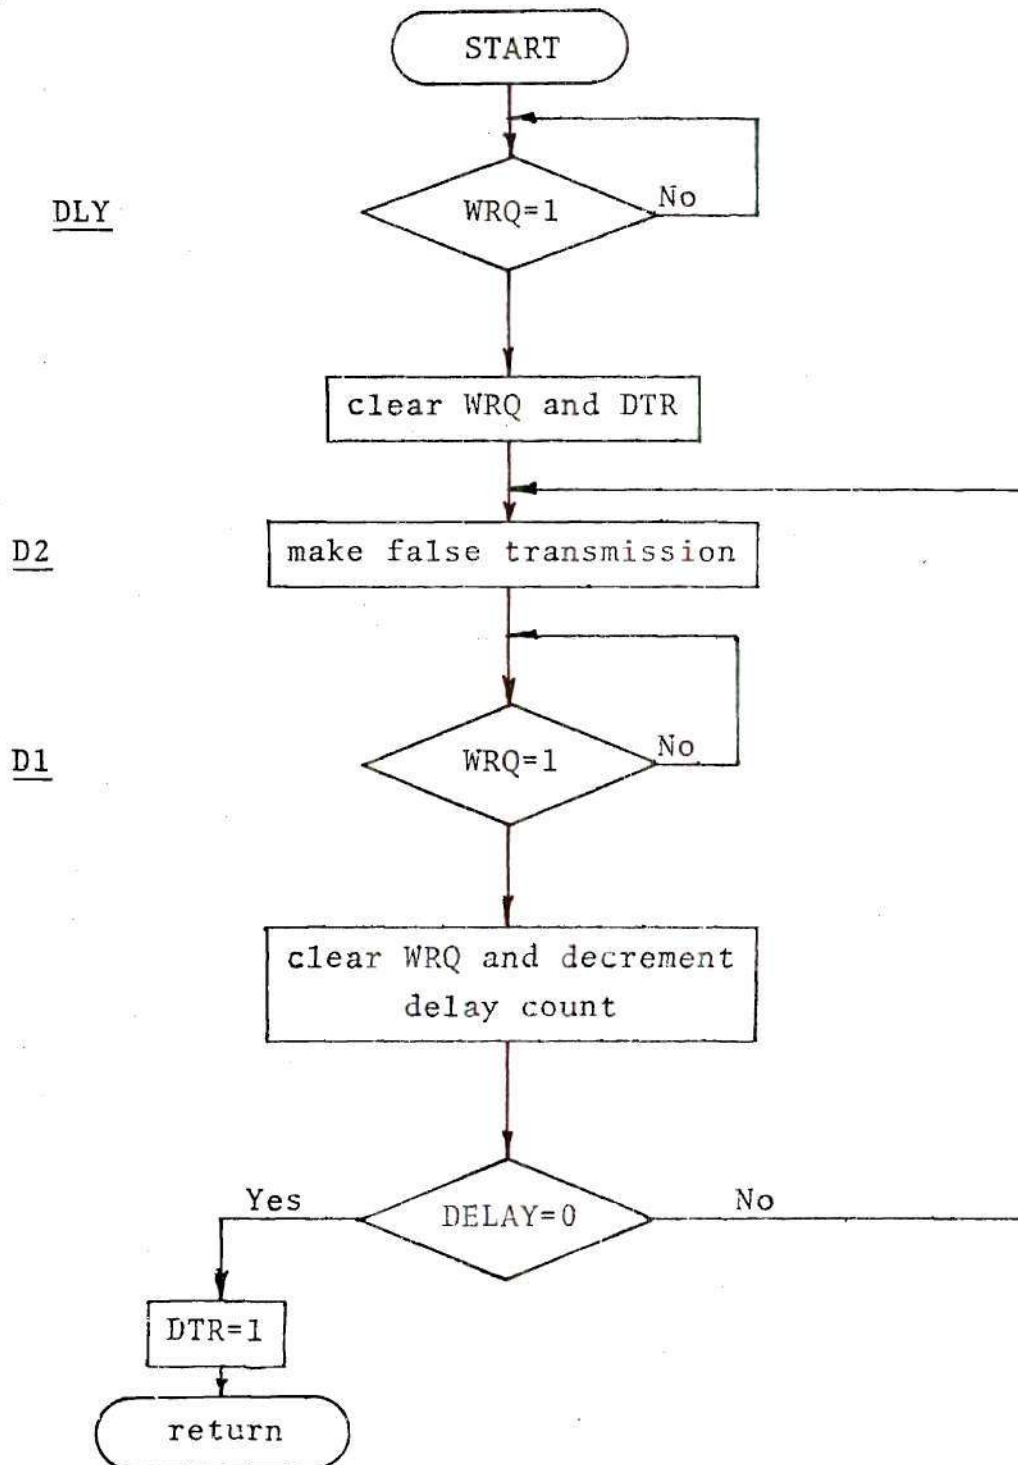 START
DLY
WRQ=1
No
clear WRQ and DTR
D2
make false transmission
D1
WRQ=1
No
clear WRQ and decrement
delay count
Yes
DELAY=0
No
DTR=1
return